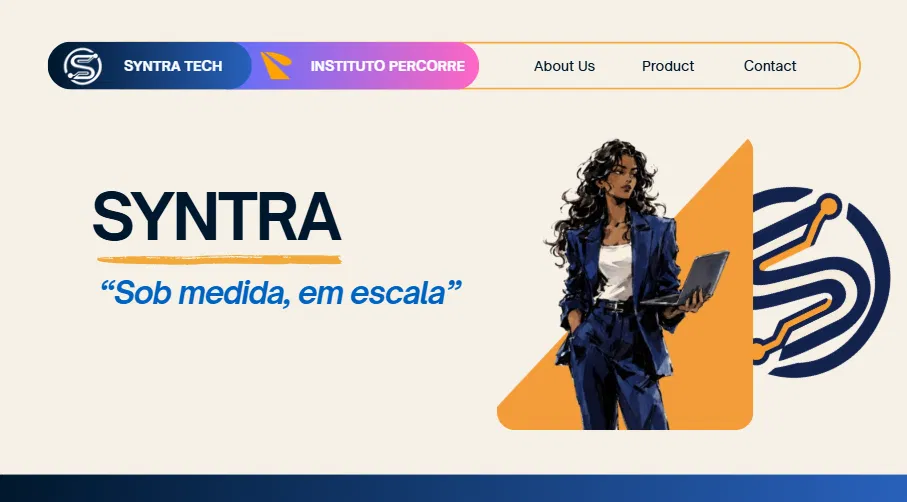 SYNTRA TECH
INSTITUTO PERCORRE
About Us
Product
Contact
SYNTRA
“Sob medida, em escala”